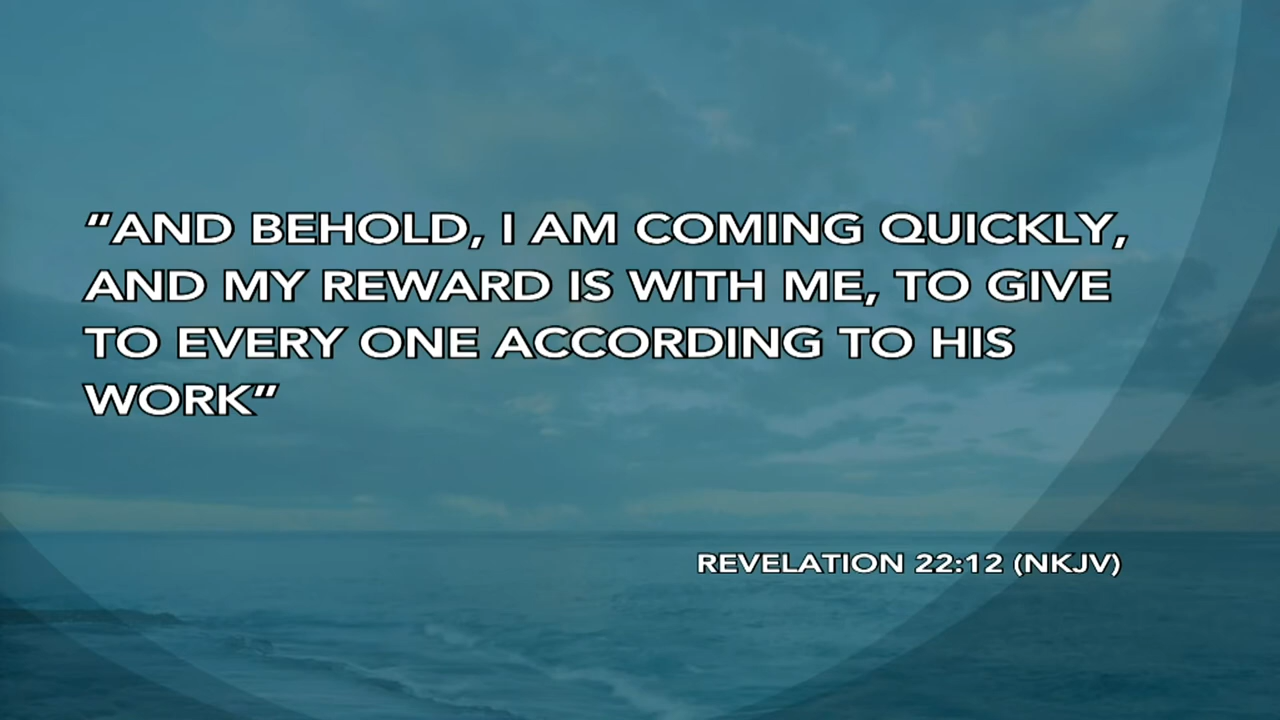 “AND BEHOLD, I AM COMING QUICKLY,
AND MY REWARD IS WITH ME, TO GIVE
TO EVERY ONE ACCORDING TO HIS
WORK”
REVELATION 22:12 (NKJV)